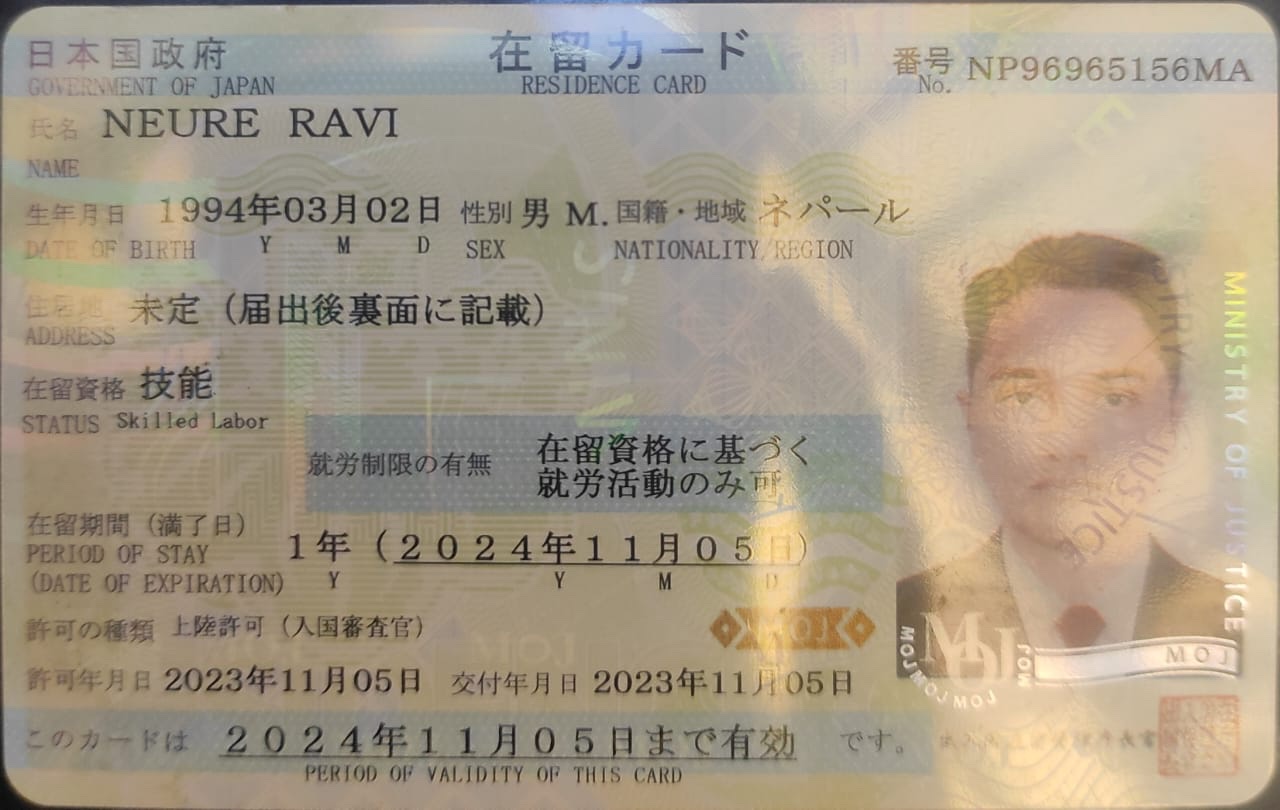 日本国政府 在留カード 番号 NP96965156MA
GOVERNMENT OF JAPAN RESIDENCE CARD No.
氏名 NEURE RAVI
NAME
生年月日 1994年03月02日 性別 男 M. 国籍・地域 ネパール
DATE OF BIRTH Y M D SEX NATIONALITY/REGION
住居地 未定（届出後裏面に記載）
ADDRESS
在留資格 技能
STATUS Skilled Labor
就労制限の有無 在留資格に基づく
就労活動のみ可
在留期間（満了日）
PERIOD OF STAY 1年（2024年11月05日）
(DATE OF EXPIRATION) Y Y M D
許可の種類 上陸許可（入国審査官）
MOJ
許可年月日 2023年11月05日 交付年月日 2023年11月05日
このカードは 2024年11月05日まで有効 です。
PERIOD OF VALIDITY OF THIS CARD
MINISTRY OF JUSTICE
JUSTICE
MOJ
MOJ MOJ MOJ MOJ
MOJ